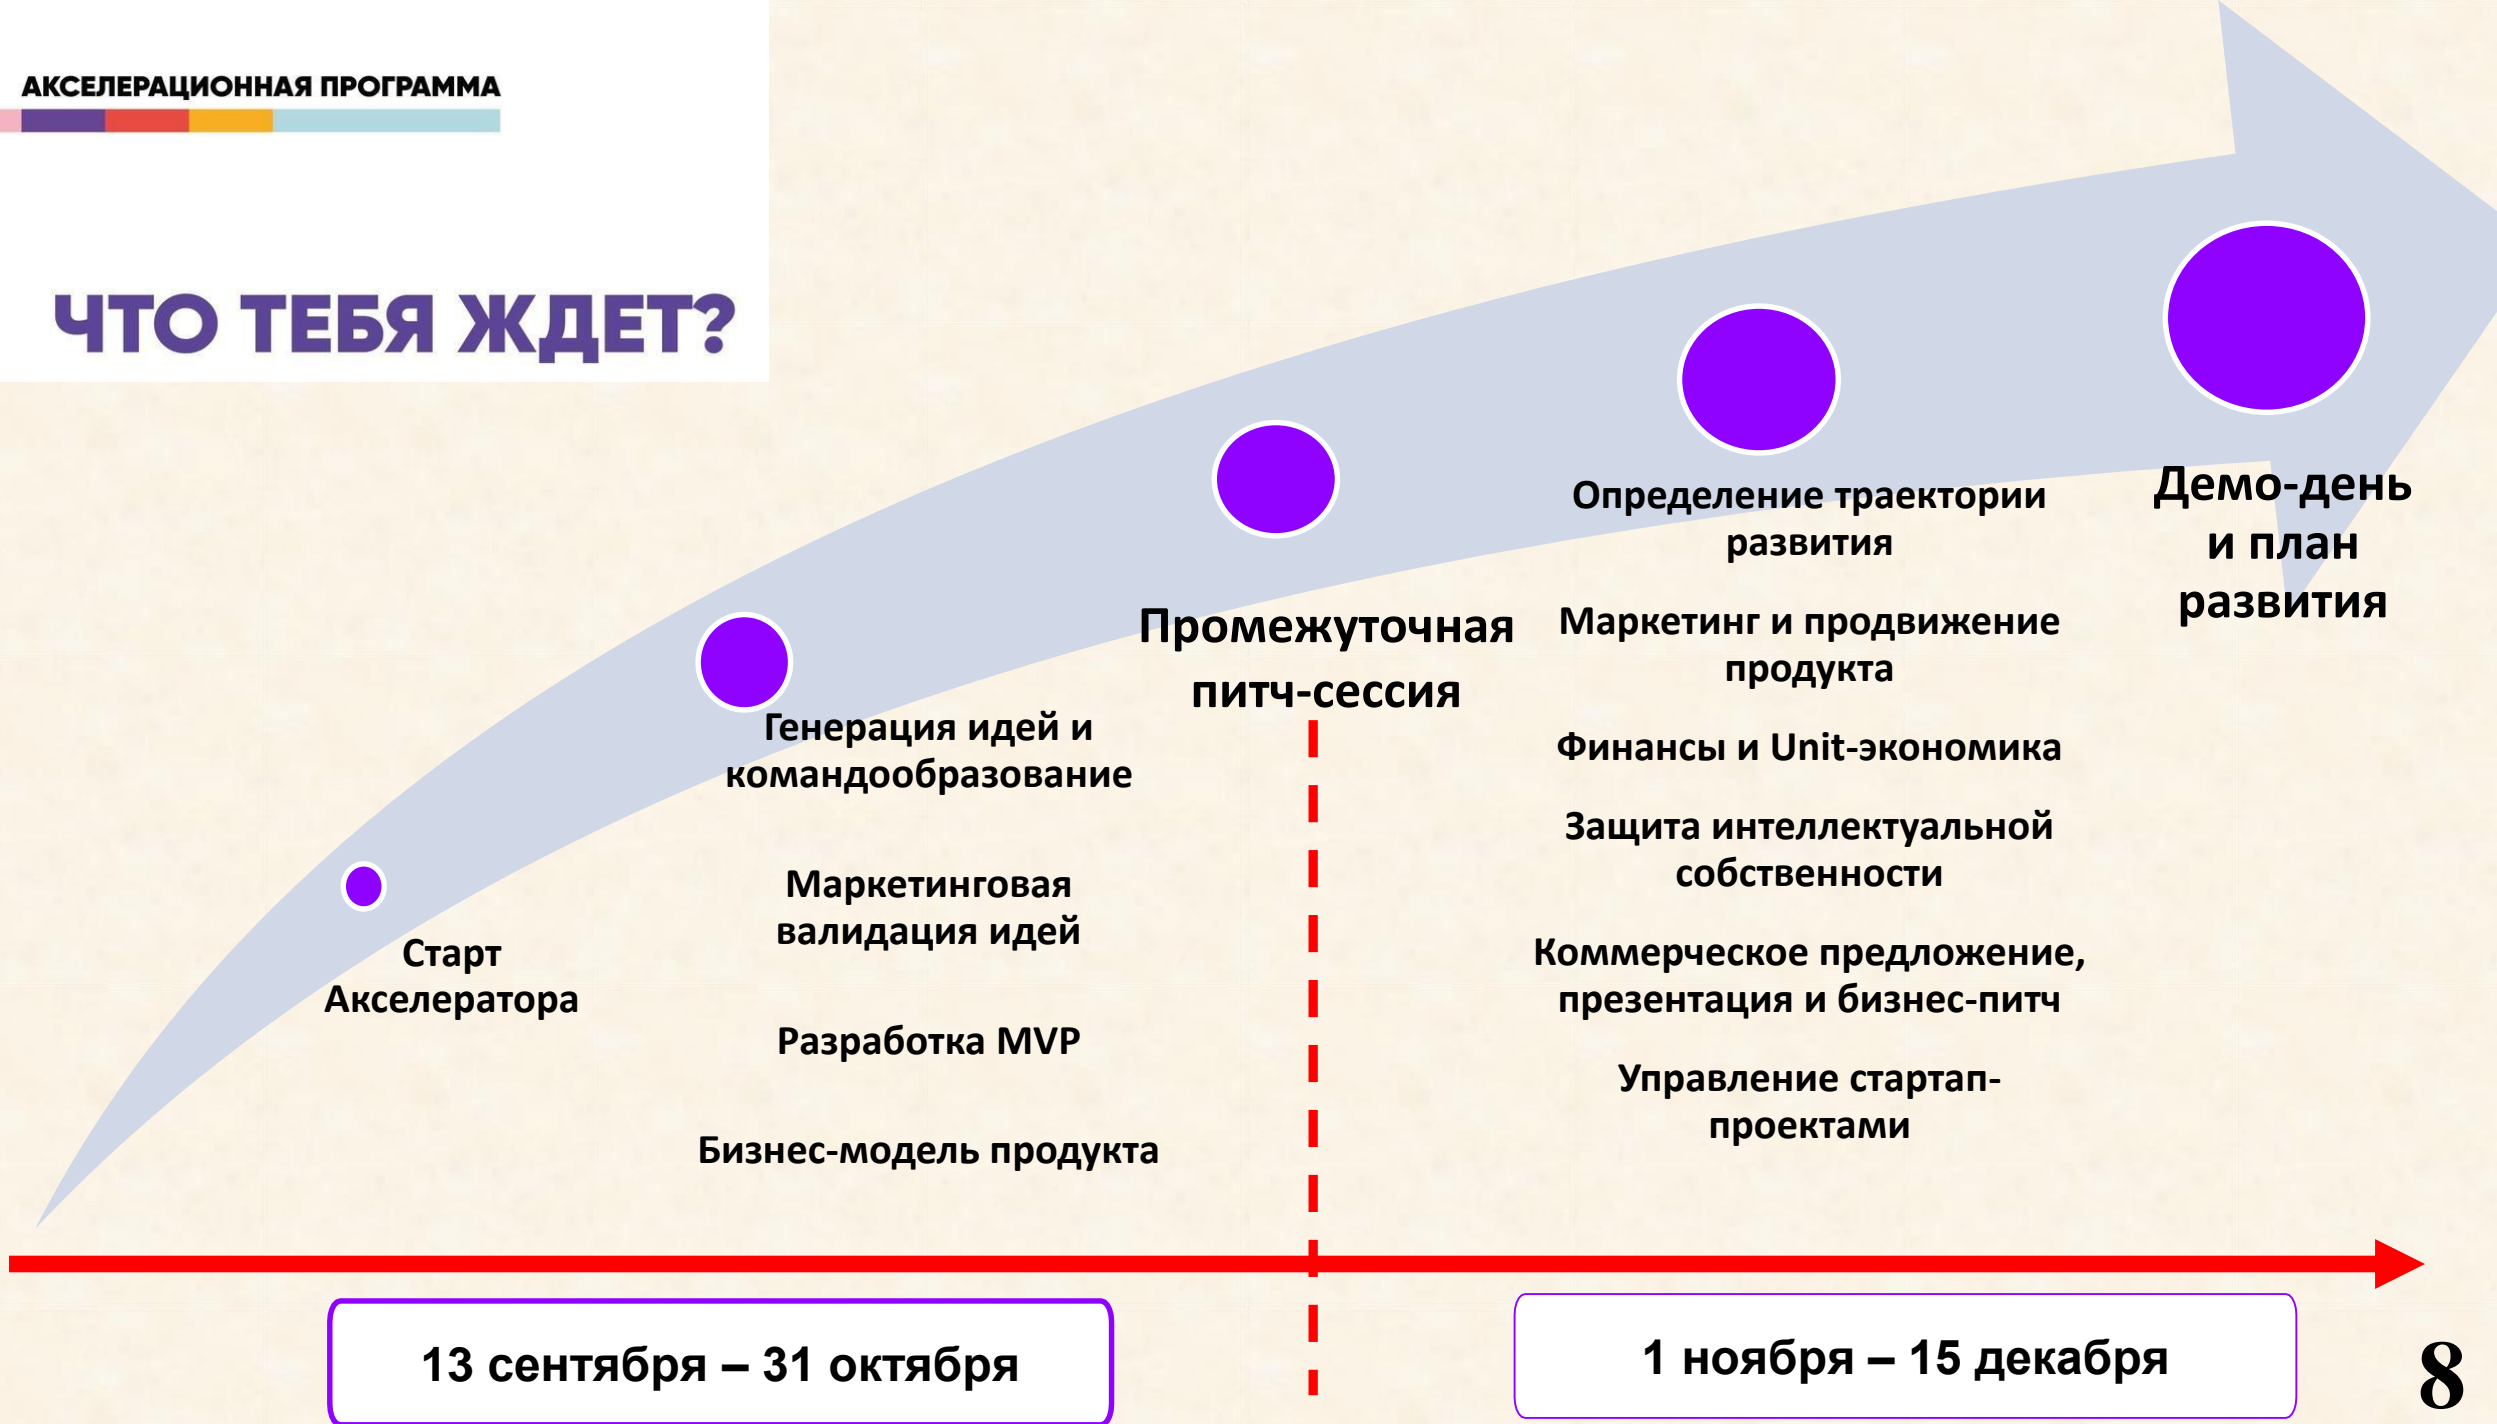 АКСЕЛЕРАЦИОННАЯ ПРОГРАММА
ЧТО ТЕБЯ ЖДЕТ?
Старт
Акселератора
Генерация идей и
командообразование
Маркетинговая
валидация идей
Разработка MVP
Бизнес-модель продукта
Промежуточная
питч-сессия
Определение траектории
развития
Маркетинг и продвижение
продукта
Финансы и Unit-экономика
Защита интеллектуальной
собственности
Коммерческое предложение,
презентация и бизнес-питч
Управление стартап-
проектами
Демо-день
и план
развития
13 сентября – 31 октября
1 ноября – 15 декабря
8